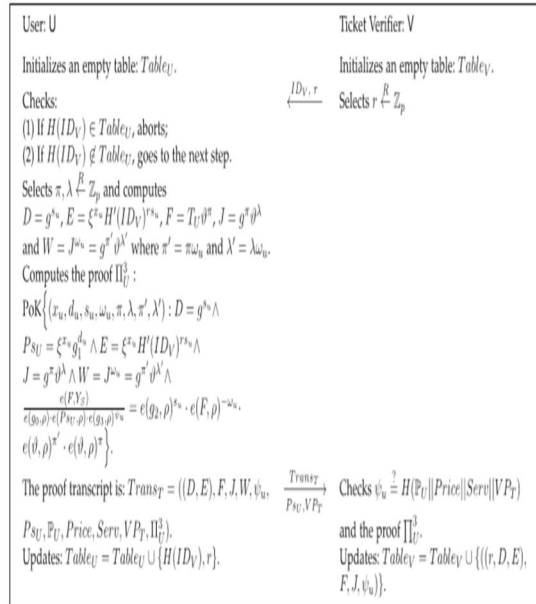 User: U
Ticket Verifier: V
Initializes an empty table: Table_U.
Initializes an empty table: Table_V.
Checks:
ID_V, r
←
Selects r ←^R ℤ_p
(1) If H(ID_V) ∈ Table_U, aborts;
(2) If H(ID_V) ∉ Table_U, goes to the next step.
Selects π, λ ←^R ℤ_p and computes
D = g^{s_u}, E = ξ^{x_u} H′(ID_V)^{r s_u}, F = T_U ϑ^π, J = g^π ϑ^λ
and W = J^{ω_u} = g^{π′} ϑ^{λ′} where π′ = πω_u and λ′ = λω_u.
Computes the proof Π_U^3 :
PoK{(x_u, d_u, s_u, ω_u, π, λ, π′, λ′) : D = g^{s_u} ∧
Ps_U = ξ^{x_u} g_1^{d_u} ∧ E = ξ^{x_u} H′(ID_V)^{r s_u} ∧
J = g^π ϑ^λ ∧ W = J^{ω_u} = g^{π′} ϑ^{λ′} ∧
e(F,Y_S) / e(g_0,ρ)·e(Ps_U,ρ)·e(g_3,ρ)^{ψ_u} = e(g_2, ρ)^{s_u} · e(F, ρ)^{−ω_u}·
e(ϑ, ρ)^{π′} · e(ϑ, ρ)^π}.
The proof transcript is: Trans_T = ((D, E), F, J, W, ψ_u,
Trans_T
→
Ps_U, VP_T
Checks ψ_u ≟ H(ℙ_U||Price||Serv||VP_T)
Ps_U, ℙ_U, Price, Serv, VP_T, Π_U^3).
and the proof ∏_U^3.
Updates: Table_U = Table_U ∪ {H(ID_V), r}.
Updates: Table_V = Table_V ∪ {((r, D, E),
F, J, ψ_u)}.